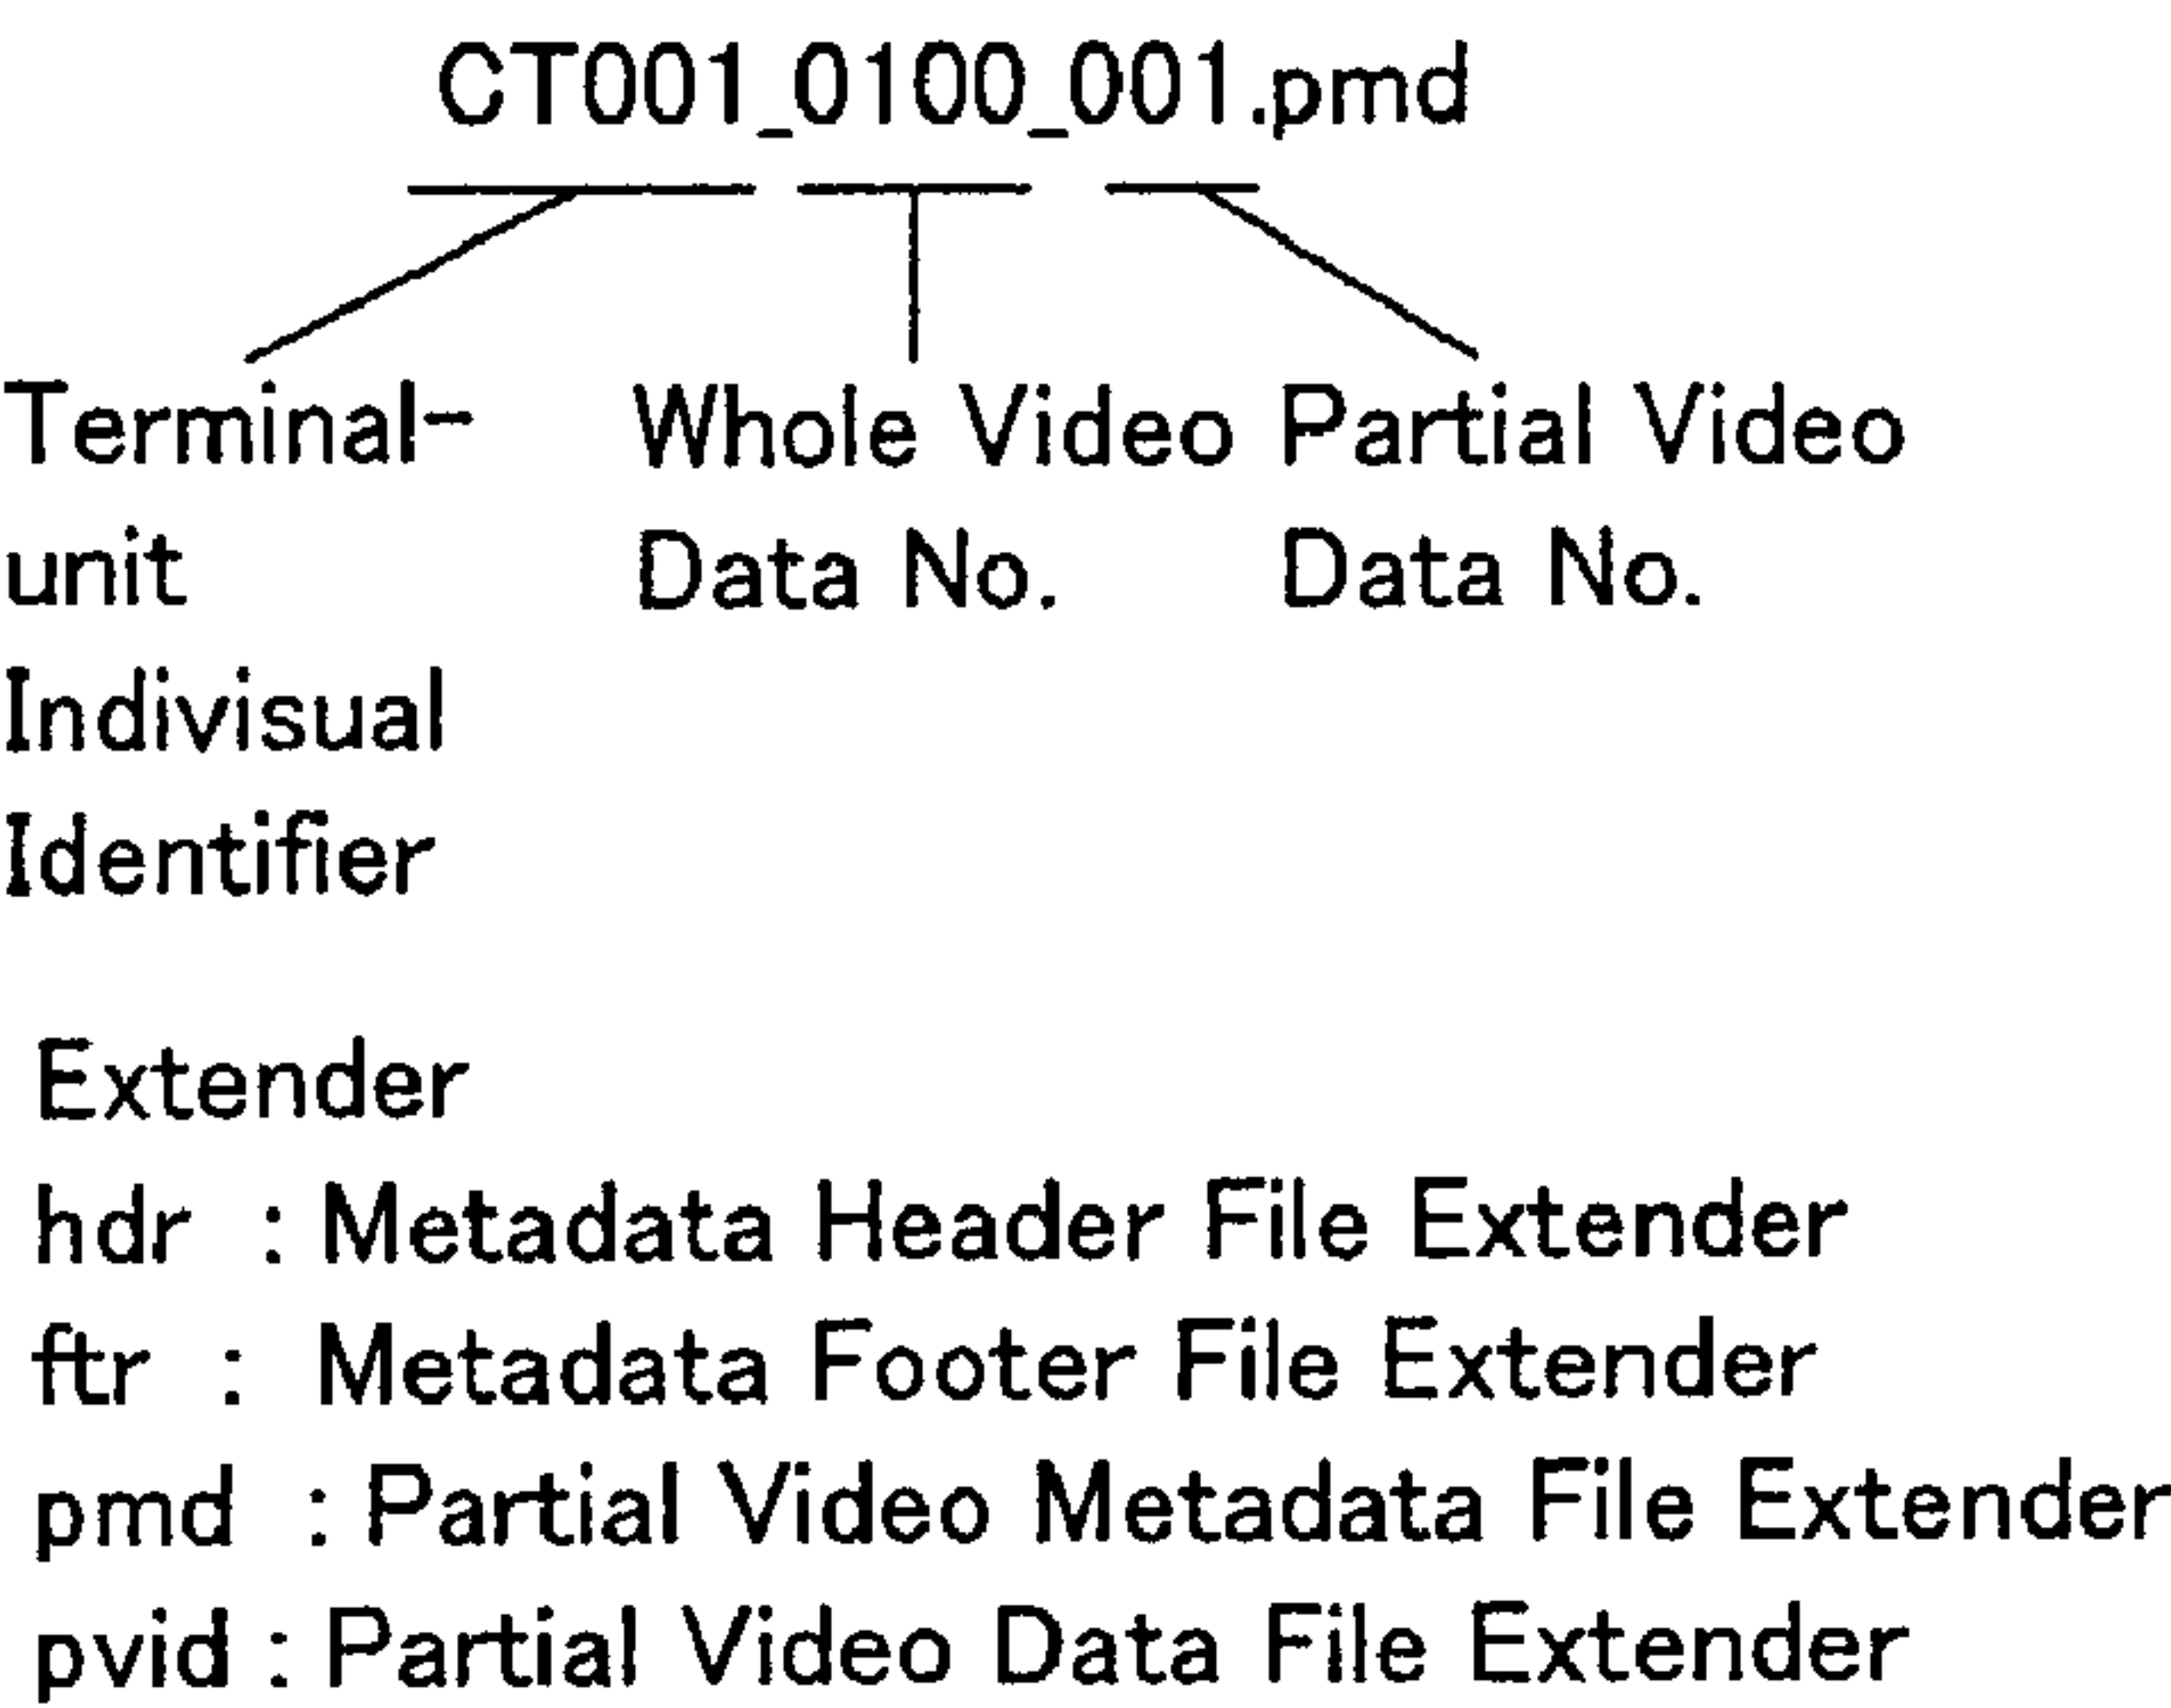 CT001_0100_001.pmd
Terminal- Whole Video Partial Video
unit Data No. Data No.
Indivisual
Identifier
Extender
hdr : Metadata Header File Extender
ftr : Metadata Footer File Extender
pmd : Partial Video Metadata File Extender
pvid : Partial Video Data File Extender